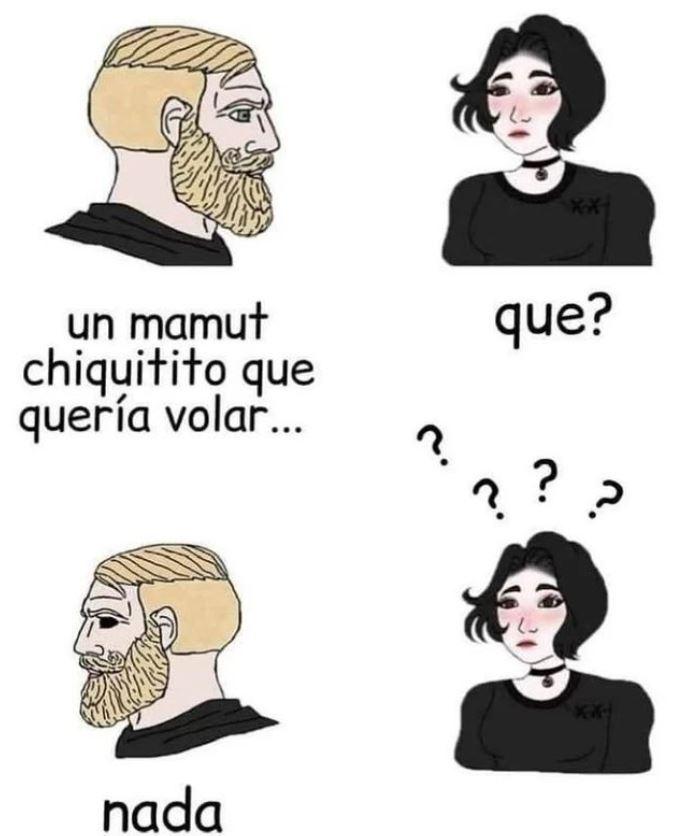 un mamut
chiquitito que
quería volar...
que?
? ? ? ?
nada